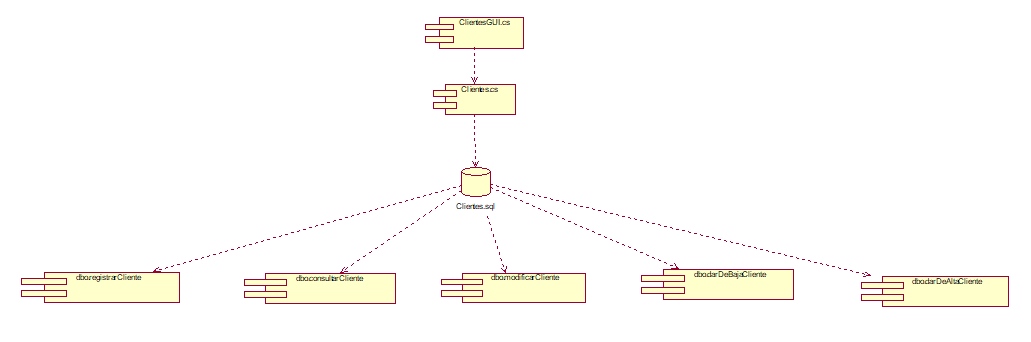 ClientesGUI.cs
Clientes.cs
Clientes.sql
dbo.registrarCliente
dbo.consultarCliente
dbo.modificarCliente
dbo.darDeBajaCliente
dbo.darDeAltaCliente